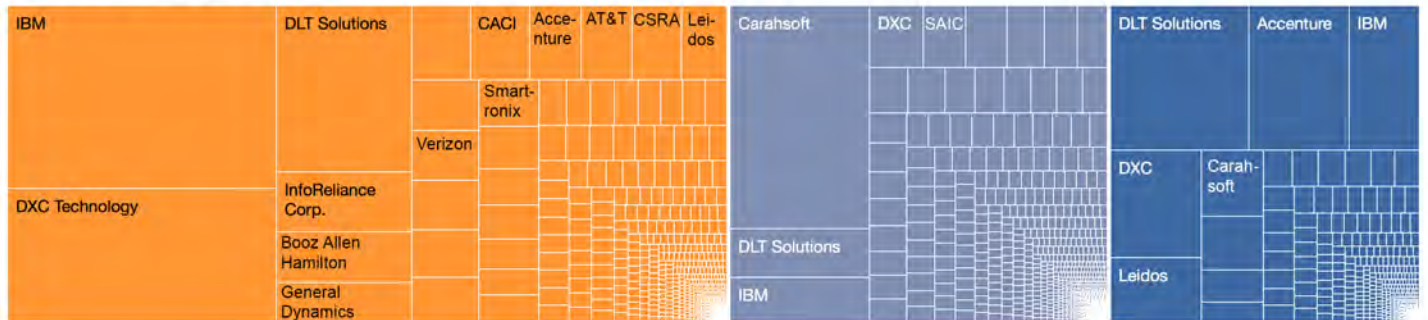 IBM
DXC Technology
DLT Solutions
InfoReliance
Corp.
Booz Allen
Hamilton
General
Dynamics
Verizon
CACI
Smart-
ronix
Acce-
nture
AT&T
CSRA
Lei-
dos
Carahsoft
DLT Solutions
IBM
DXC
SAIC
DLT Solutions
DXC
Leidos
Carah-
soft
Accenture
IBM